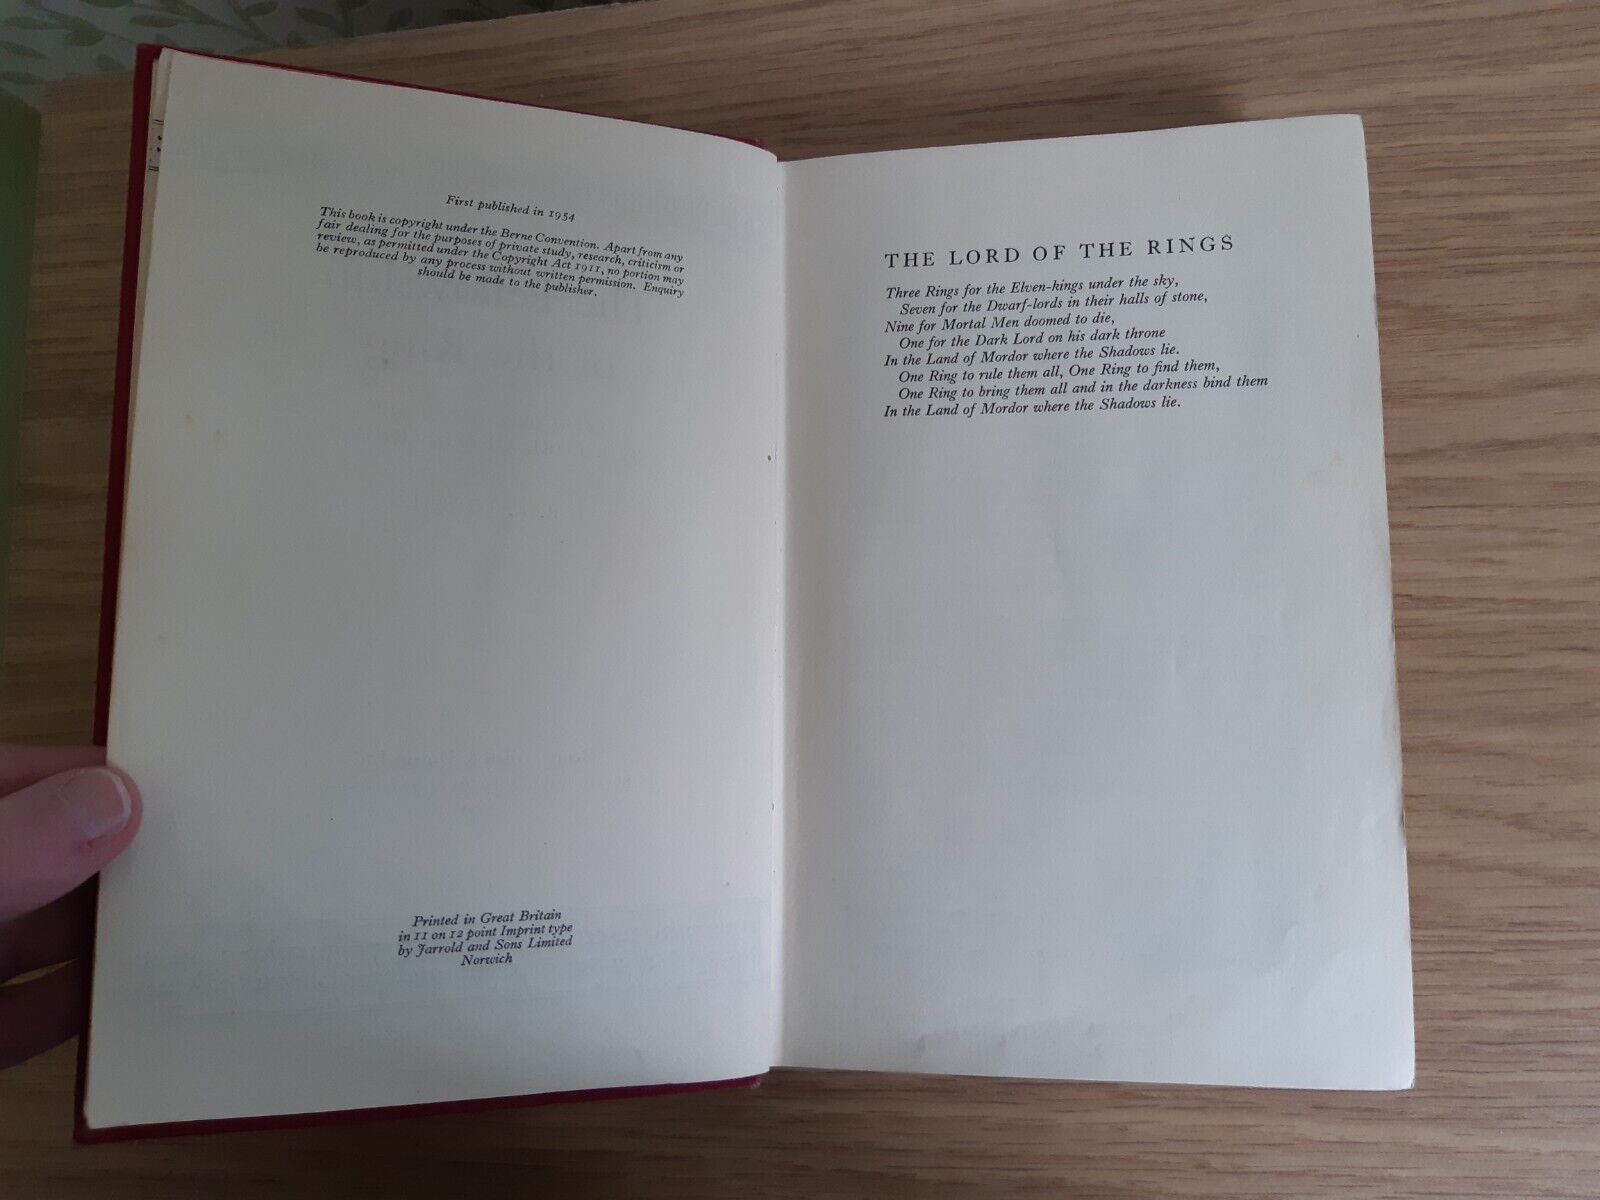 First published in 1954
This book is copyright under the Berne Convention. Apart from any
fair dealing for the purposes of private study, research, criticism or
review, as permitted under the Copyright Act 1911, no portion may
be reproduced by any process without written permission. Enquiry
should be made to the publisher.
Printed in Great Britain
in 11 on 12 point Imprint type
by Jarrold and Sons Limited
Norwich
THE LORD OF THE RINGS
Three Rings for the Elven-kings under the sky,
Seven for the Dwarf-lords in their halls of stone,
Nine for Mortal Men doomed to die,
One for the Dark Lord on his dark throne
In the Land of Mordor where the Shadows lie.
One Ring to rule them all, One Ring to find them,
One Ring to bring them all and in the darkness bind them
In the Land of Mordor where the Shadows lie.